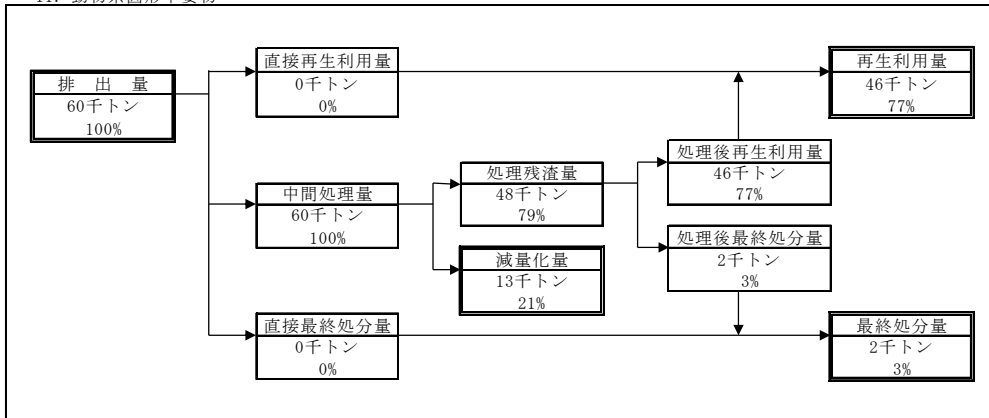 直接再生利用量
0千トン
0%
再生利用量
46千トン
77%
排 出 量
60千トン
100%
処理後再生利用量
46千トン
77%
処理残渣量
48千トン
79%
中間処理量
60千トン
100%
処理後最終処分量
2千トン
3%
減量化量
13千トン
21%
直接最終処分量
0千トン
0%
最終処分量
2千トン
3%